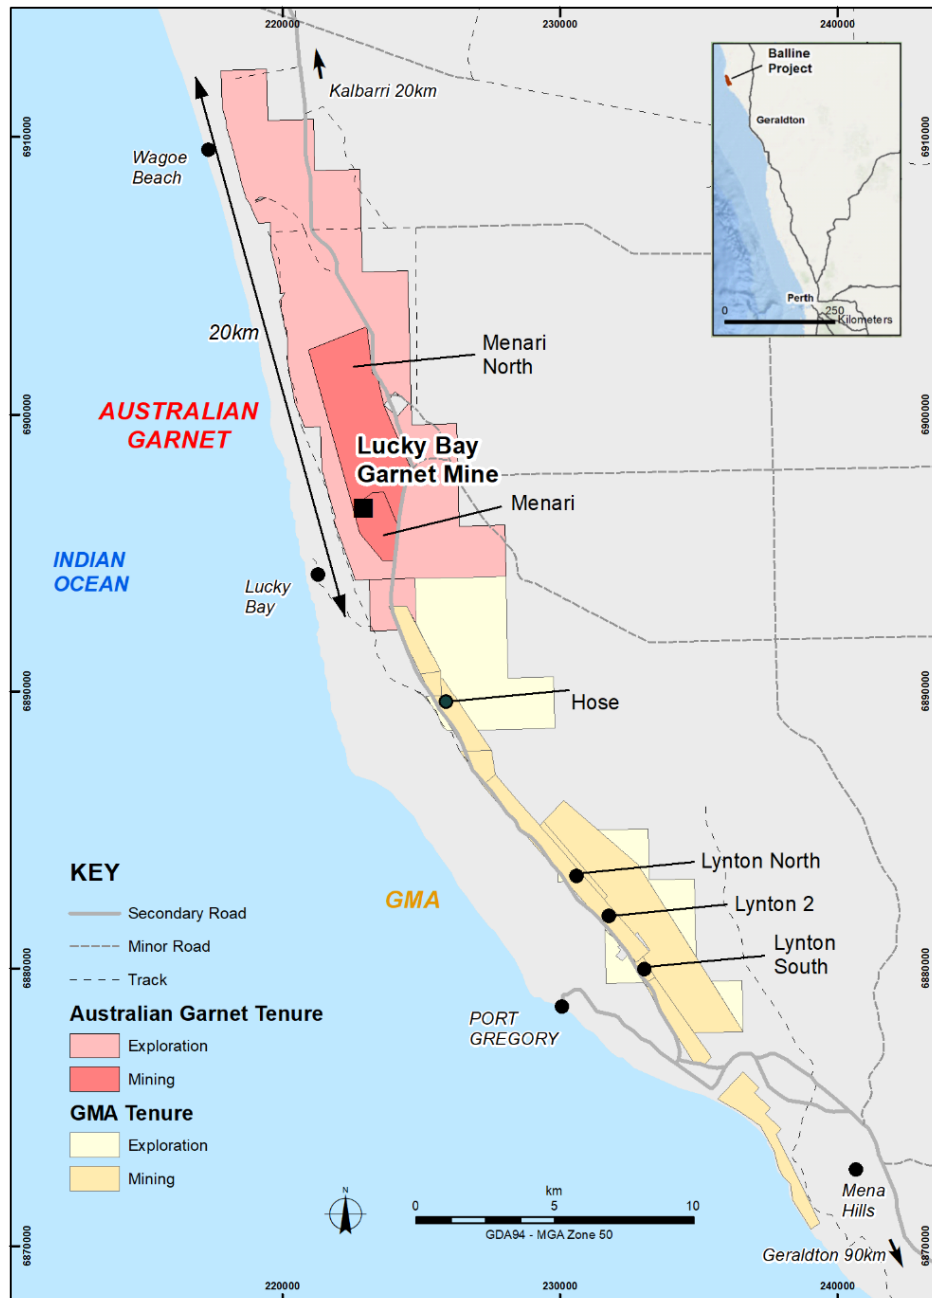 220000
230000
240000
Balline
Project
Geraldton
Perth
0
250
Kilometers
Kalbarri 20km
6910000
6910000
Wagoe
Beach
20km
Menari
North
AUSTRALIAN
GARNET
6900000
6900000
Lucky Bay
Garnet Mine
Menari
INDIAN
OCEAN
Lucky
Bay
6890000
6890000
Hose
KEY
Secondary Road
Minor Road
Track
Australian Garnet Tenure
Exploration
Mining
GMA Tenure
Exploration
Mining
GMA
Lynton North
Lynton 2
Lynton
South
6880000
PORT
GREGORY
Mena
Hills
N
km
0
5
10
GDA94 - MGA Zone 50
Geraldton 90km
6870000
6870000
220000
230000
240000